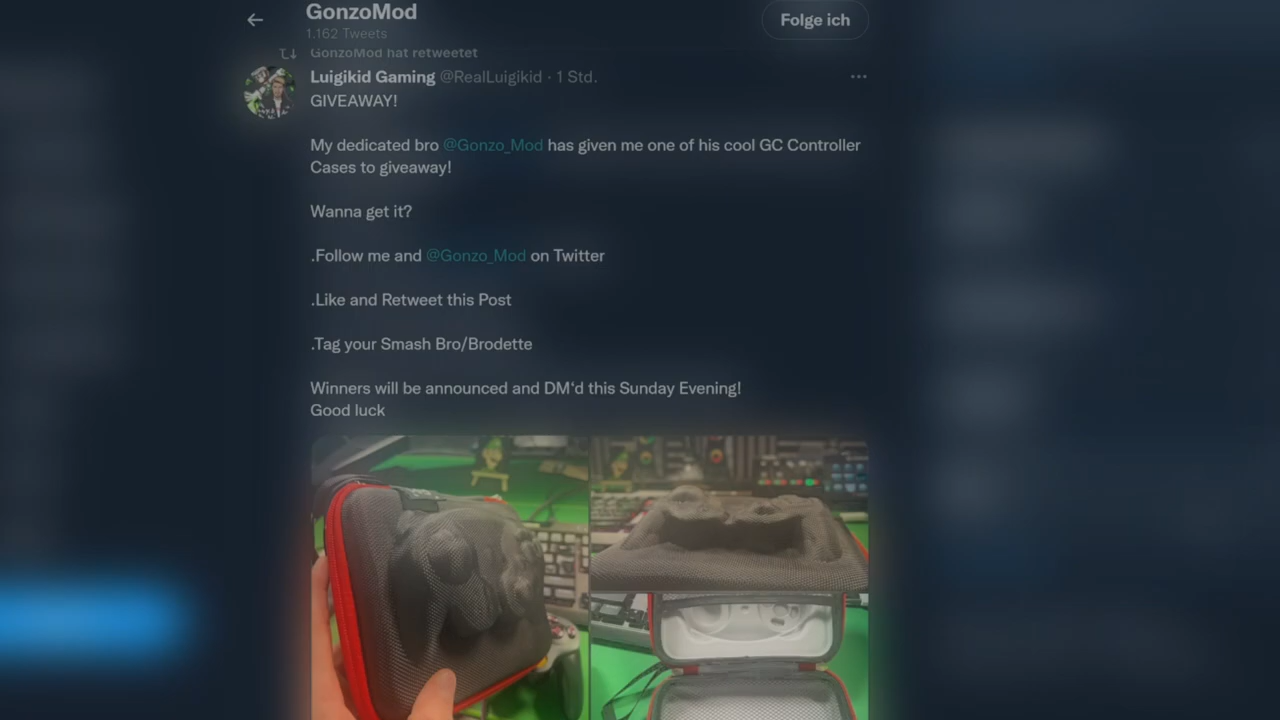 GonzoMod
1.162 Tweets
Folge ich
GonzoMod hat retweetet
Luigikid Gaming @RealLuigikid · 1 Std.
GIVEAWAY!
My dedicated bro @Gonzo_Mod has given me one of his cool GC Controller
Cases to giveaway!
Wanna get it?
.Follow me and @Gonzo_Mod on Twitter
.Like and Retweet this Post
.Tag your Smash Bro/Brodette
Winners will be announced and DM'd this Sunday Evening!
Good luck